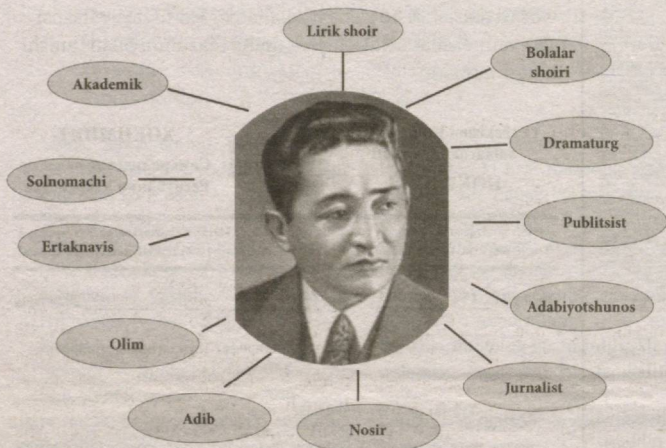 Lirik shoir
Bolalar
shoiri
Akademik
Dramaturg
Solnomachi
Publitsist
Ertaknavis
Adabiyotshunos
Olim
Jurnalist
Adib
Nosir